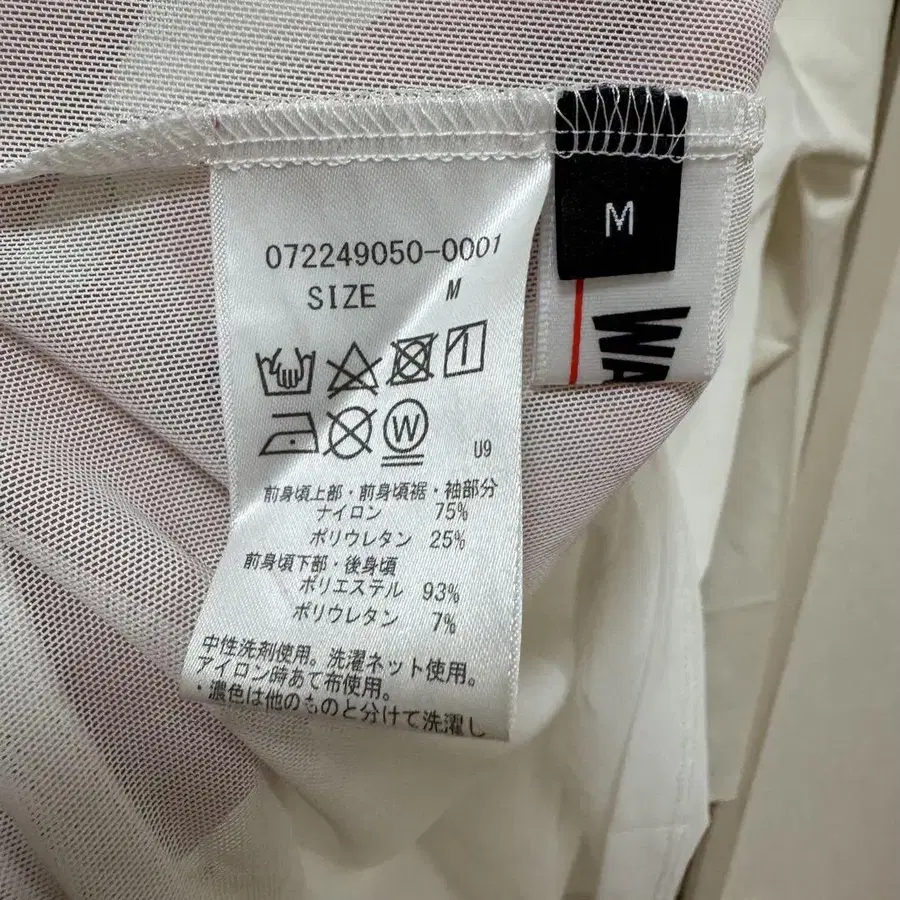 072249050-0001
SIZE M
W
U9
前身頃上部・前身頃裾・袖部分
ナイロン 75%
ポリウレタン 25%
前身頃下部・後身頃
ポリエステル 93%
ポリウレタン 7%
中性洗剤使用。洗濯ネット使用。
アイロン時あて布使用。
・濃色は他のものと分けて洗濯し
M
WA